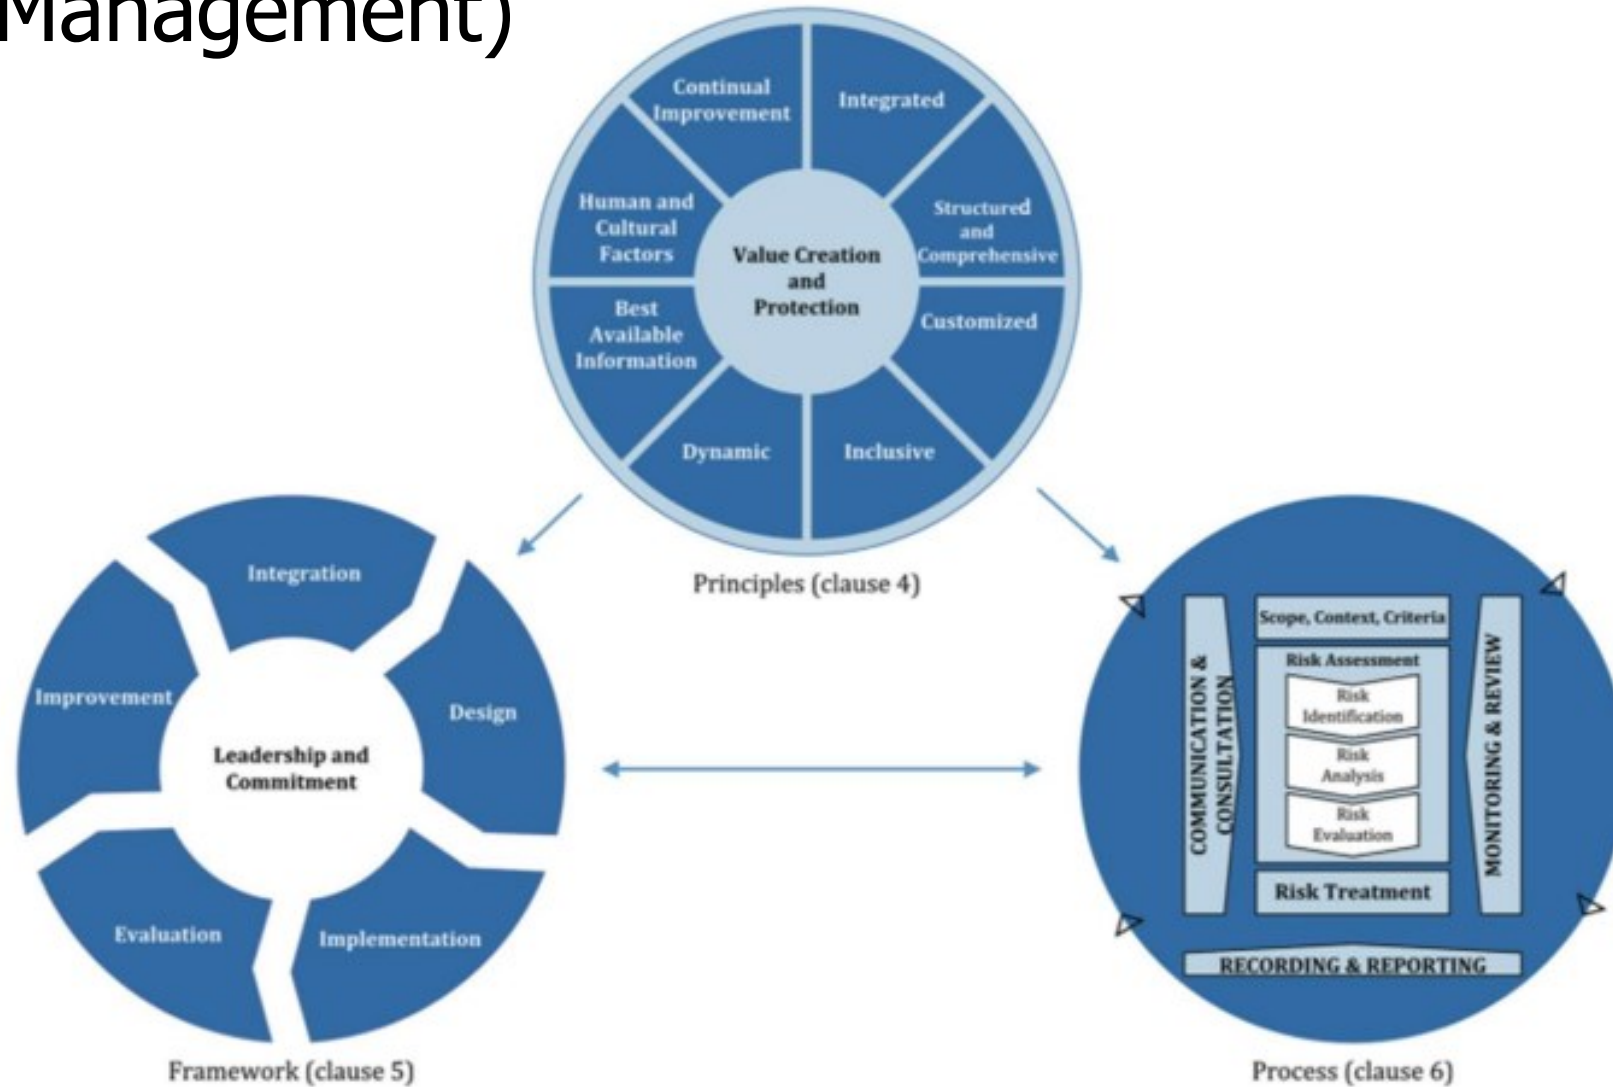 Management)
Continual
Improvement
Integrated
Human and
Cultural
Factors
Structured
and
Comprehensive
Value Creation
and
Protection
Best
Available
Information
Customized
Dynamic
Inclusive
Principles (clause 4)
Integration
Improvement
Design
Leadership and
Commitment
Evaluation
Implementation
Framework (clause 5)
Scope, Context, Criteria
COMMUNICATION &
CONSULTATION
Risk Assessment
Risk
Identification
Risk
Analysis
Risk
Evaluation
MONITORING & REVIEW
Risk Treatment
RECORDING & REPORTING
Process (clause 6)